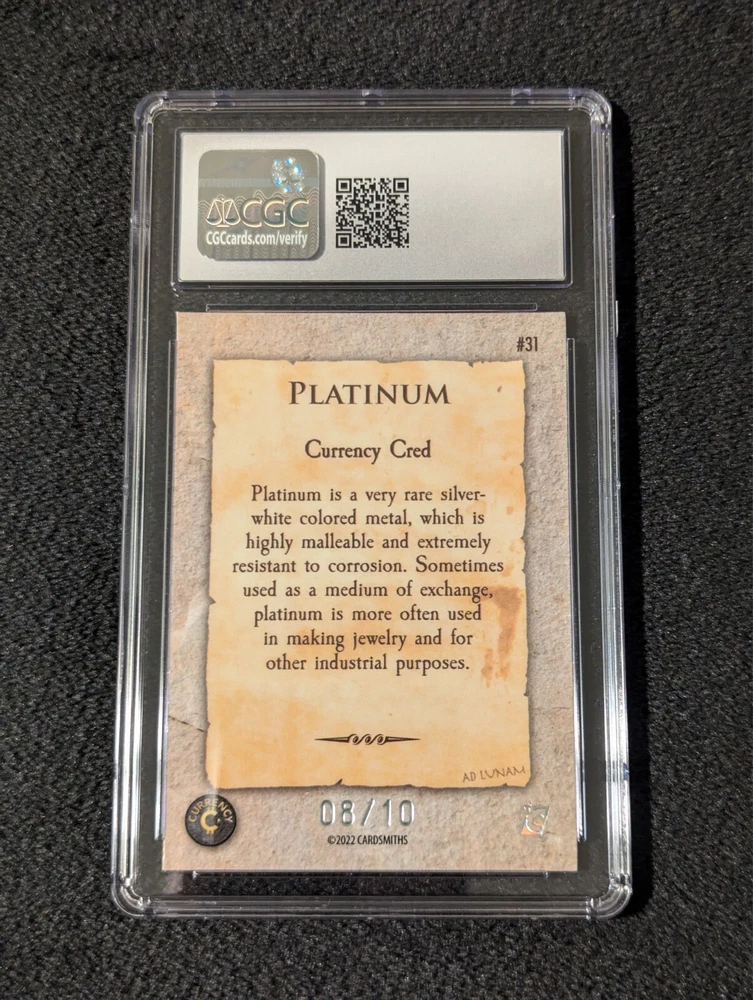 CGC
CGCcards.com/verify
#31
PLATINUM
Currency Cred
Platinum is a very rare silver-
white colored metal, which is
highly malleable and extremely
resistant to corrosion. Sometimes
used as a medium of exchange,
platinum is more often used
in making jewelry and for
other industrial purposes.
AD LUNAM
CURRENCY
08/10
©2022 CARDSMITHS